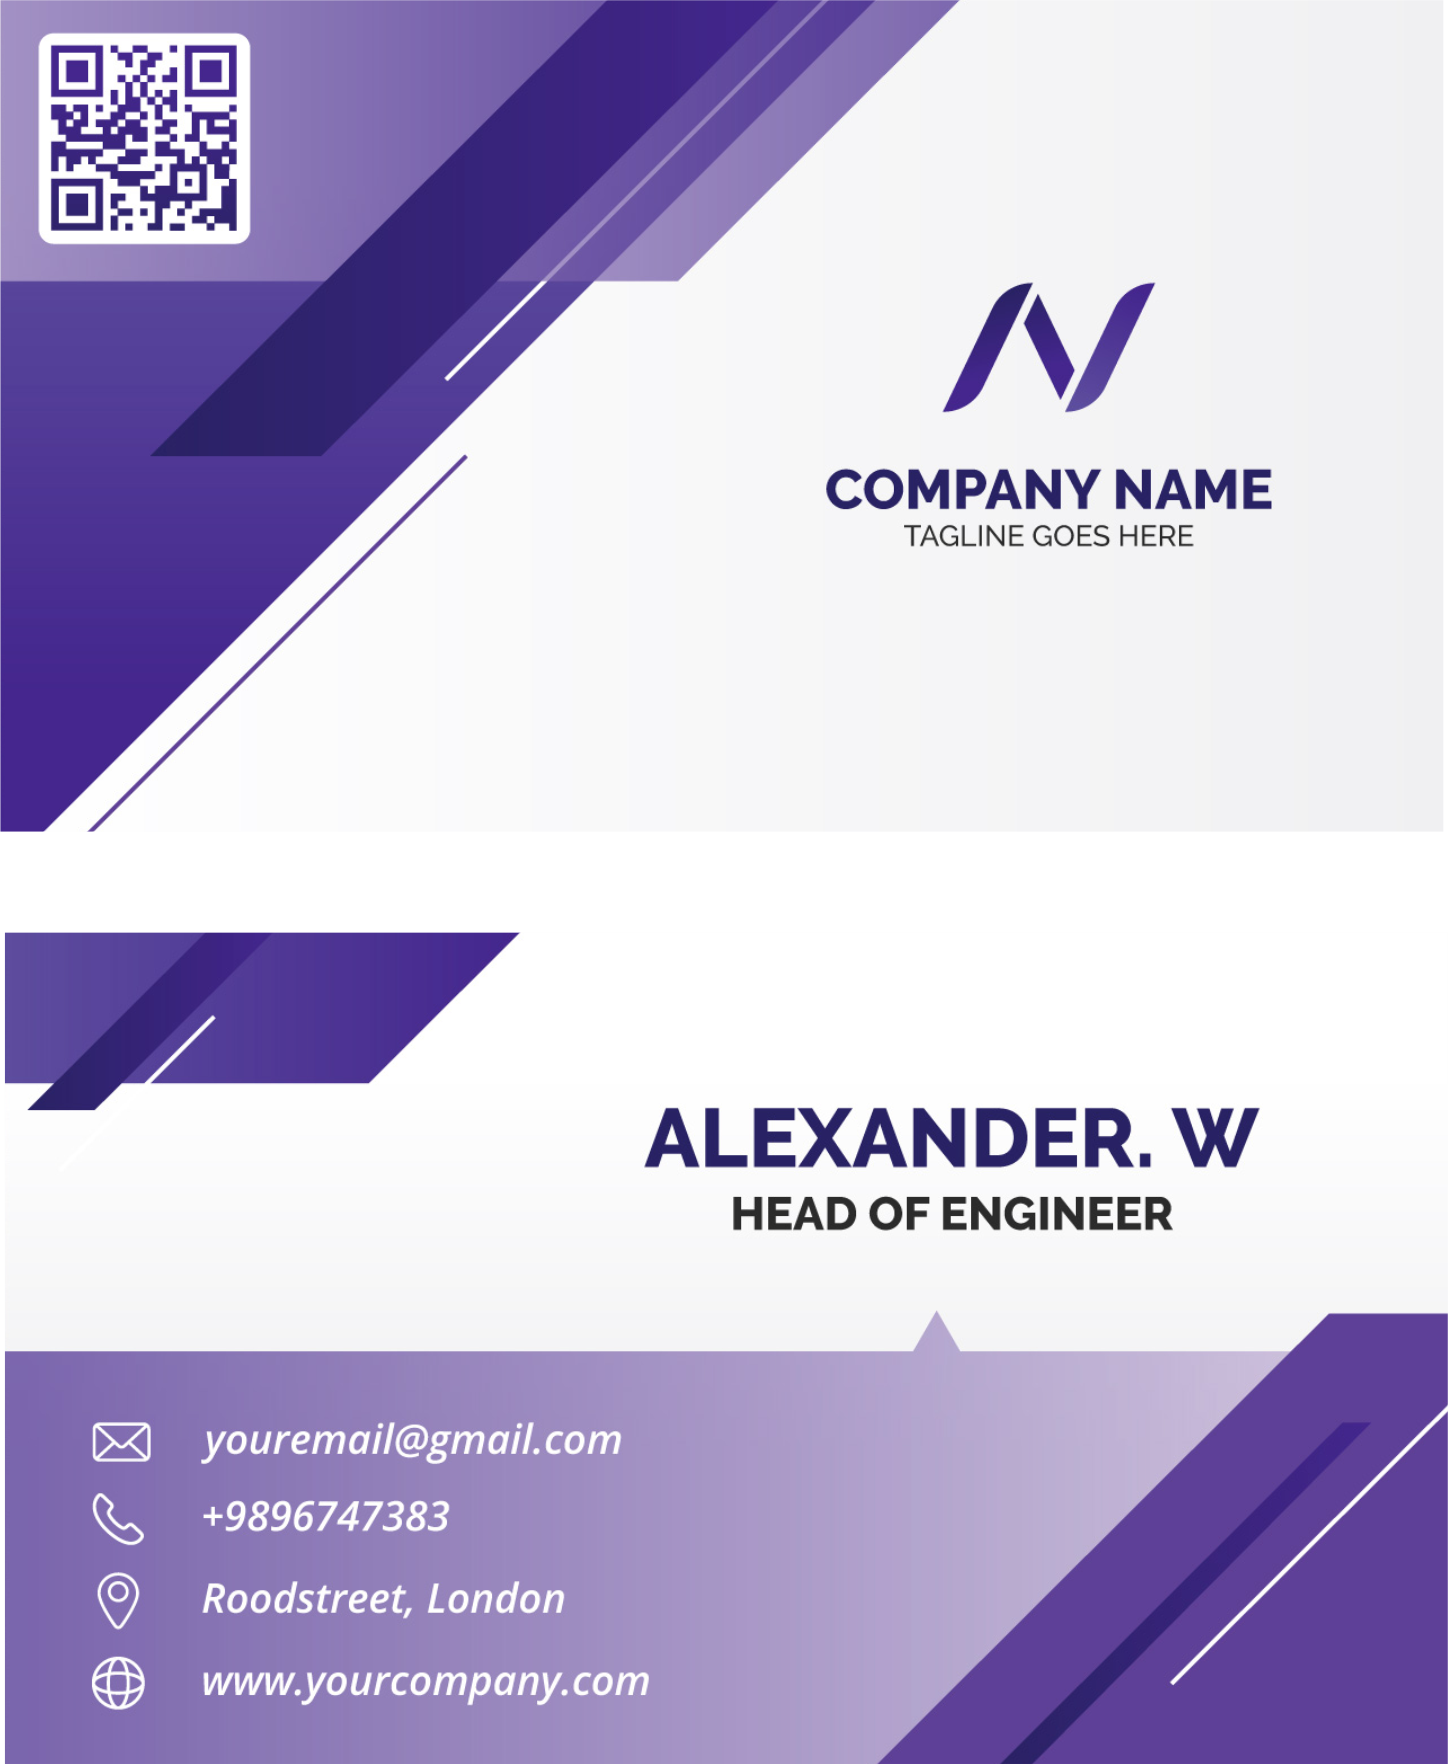 COMPANY NAME
TAGLINE GOES HERE
ALEXANDER. W
HEAD OF ENGINEER
youremail@gmail.com
+9896747383
Roodstreet, London
www.yourcompany.com